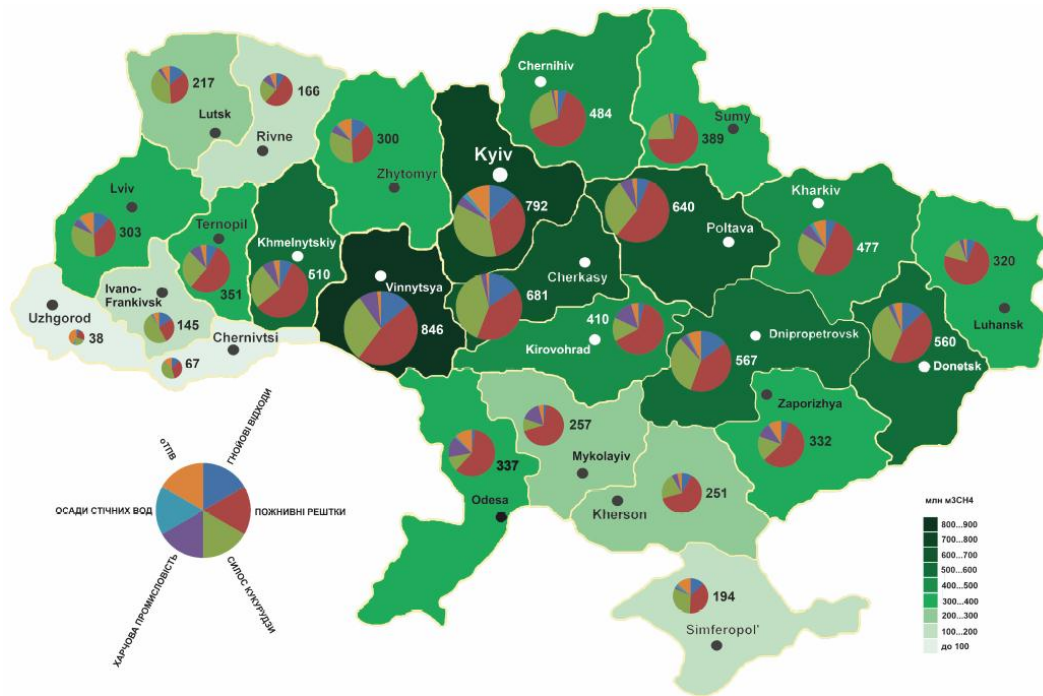 217
Lutsk
166
Rivne
300
Zhytomyr
Kyiv
792
Chernihiv
484
Sumy
389
Lviv
303
Ternopil
351
Khmelnytskiy
510
Vinnytsya
846
Cherkasy
681
640
Poltava
Kharkiv
477
320
Luhansk
Ivano-
Frankivsk
145
Uzhgorod
38
Chernivtsi
67
410
Kirovohrad
Dnipropetrovsk
567
560
Donetsk
Zaporizhya
332
257
Mykolayiv
337
Odesa
251
Kherson
194
Simferopol'
оТПВ
ГНОЙОВІ ВІДХОДИ
ОСАДИ СТІЧНИХ ВОД
ПОЖНИВНІ РЕШТКИ
ХАРЧОВА ПРОМИСЛОВІСТЬ
СИЛОС КУКУРУДЗИ
млн м3СН4
800...900
700...800
600...700
500...600
400...500
300...400
200...300
100...200
до 100